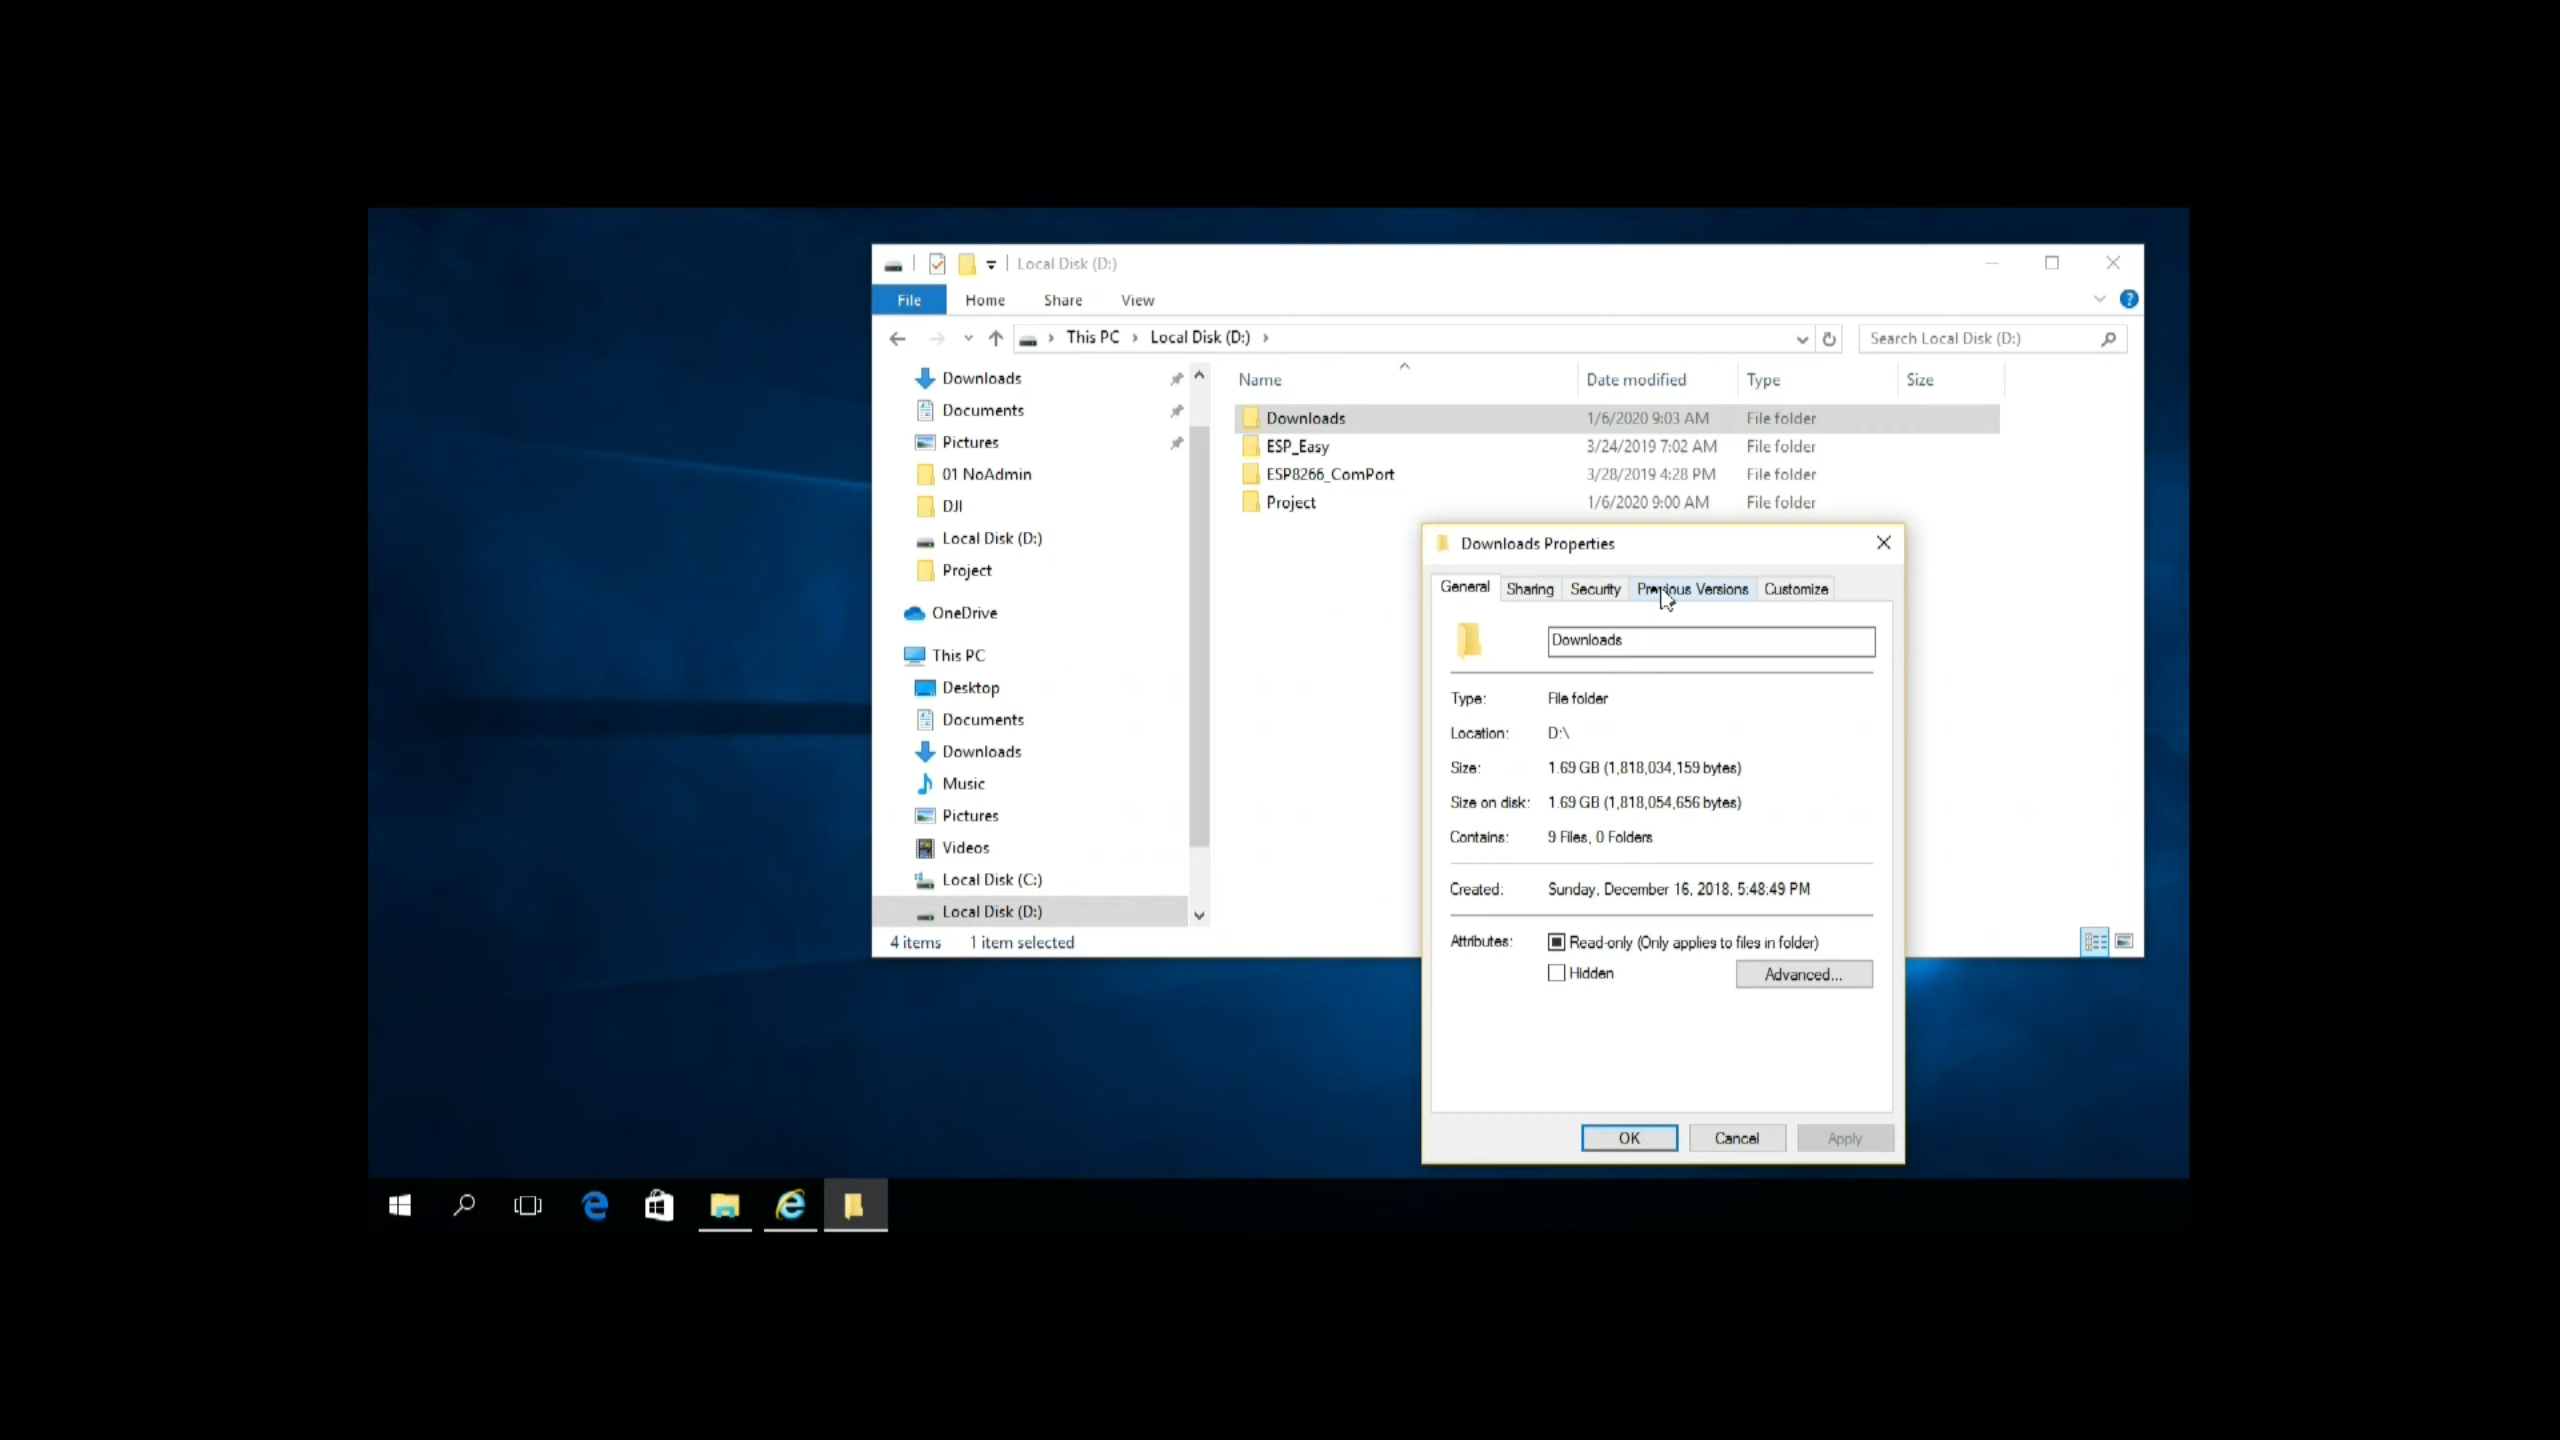 Local Disk (D:)
File Home Share View
This PC Local Disk (D:)
Search Local Disk (D:)
Downloads
Documents
Pictures
01 NoAdmin
DJI
Local Disk (D:)
Project
OneDrive
This PC
Desktop
Documents
Downloads
Music
Pictures
Videos
Local Disk (C:)
Local Disk (D:)
Name Date modified Type Size
Downloads 1/6/2020 9:03 AM File folder
ESP_Easy 3/24/2019 7:02 AM File folder
ESP8266_ComPort 3/28/2019 4:28 PM File folder
Project 1/6/2020 9:00 AM File folder
4 items 1 item selected
Downloads Properties
General Sharing Security Previous Versions Customize
Downloads
Type: File folder
Location: D:\
Size: 1.69 GB (1,818,034,159 bytes)
Size on disk: 1.69 GB (1,818,054,656 bytes)
Contains: 9 Files, 0 Folders
Created: Sunday, December 16, 2018, 5:48:49 PM
Attributes: Read-only (Only applies to files in folder)
Hidden Advanced...
OK Cancel Apply